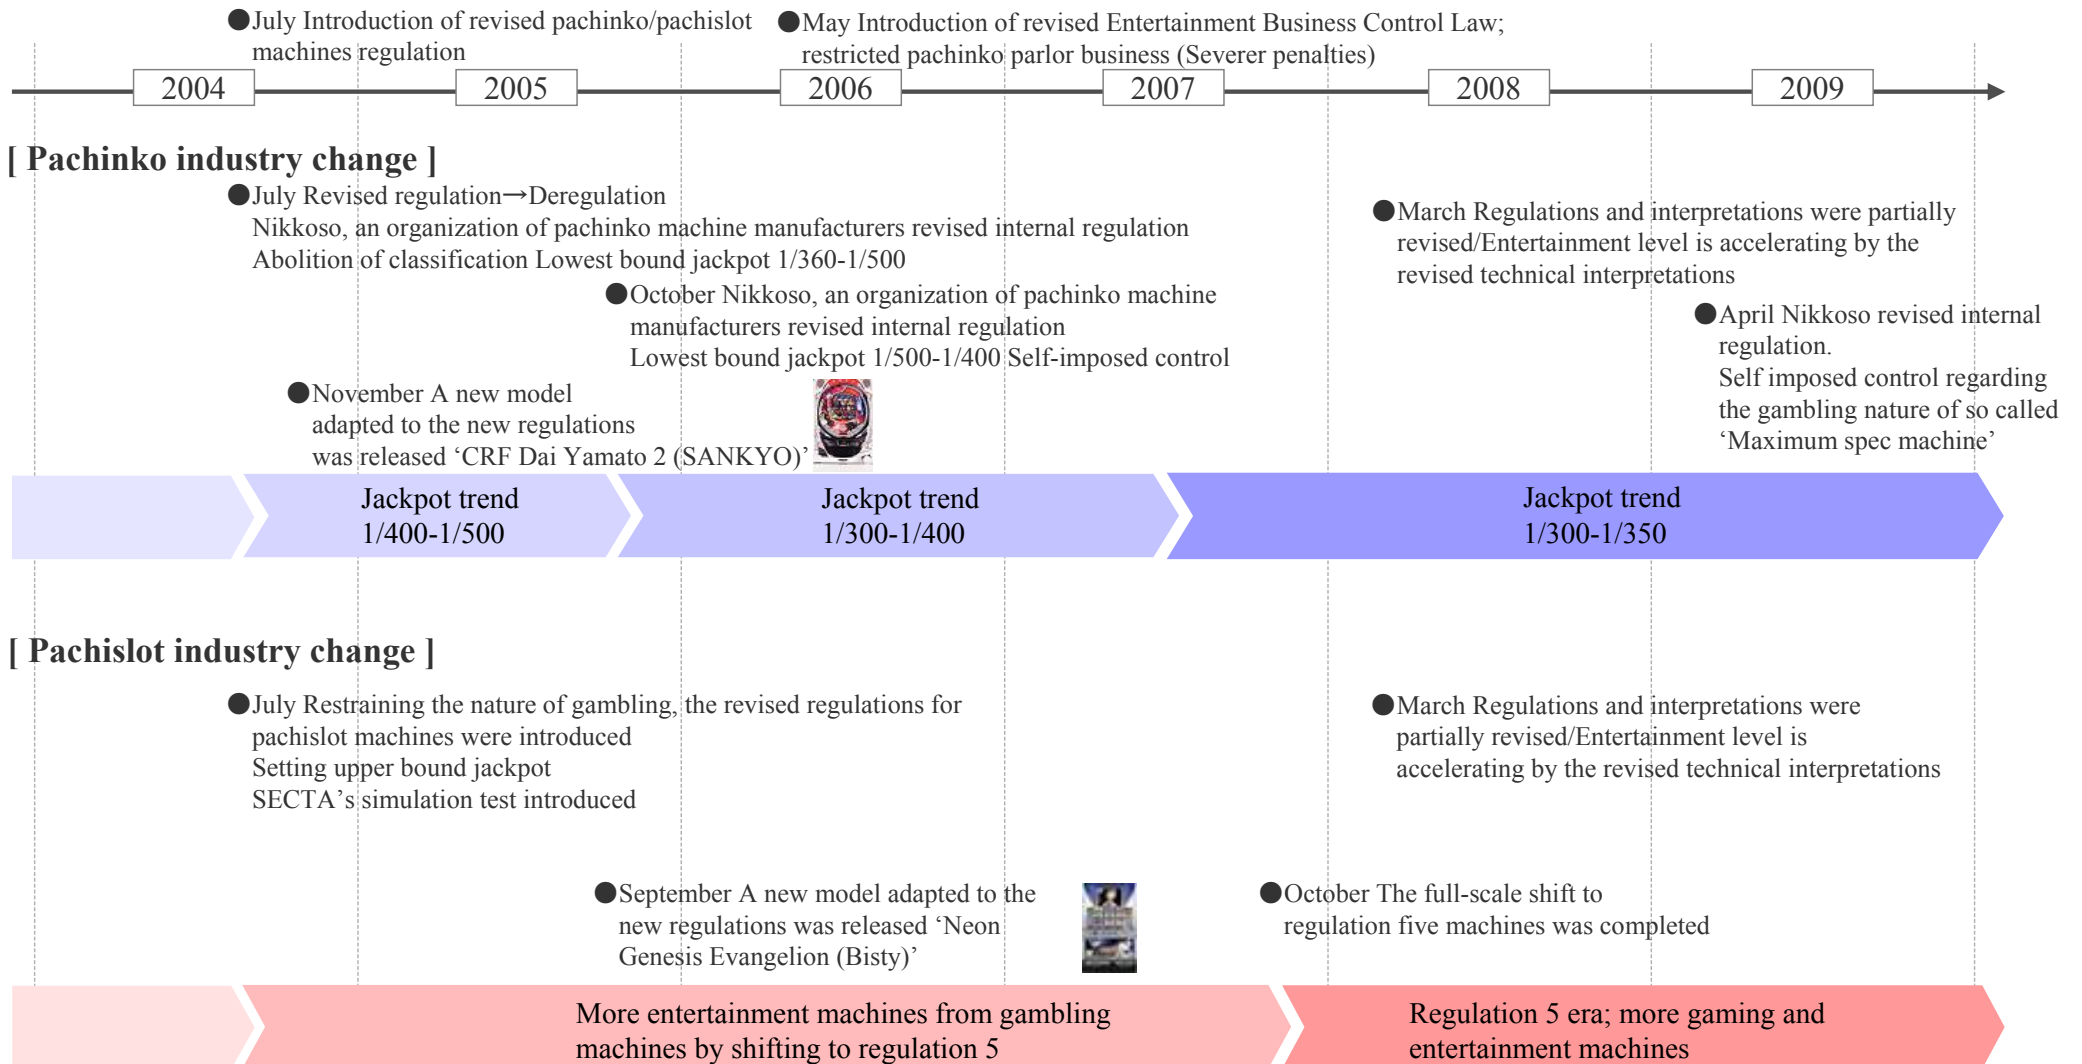 ●July Introduction of revised pachinko/pachislot
machines regulation
●May Introduction of revised Entertainment Business Control Law;
restricted pachinko parlor business (Severer penalties)
2004
2005
2006
2007
2008
2009
[ Pachinko industry change ]
●July Revised regulation→Deregulation
Nikkoso, an organization of pachinko machine manufacturers revised internal regulation
Abolition of classification Lowest bound jackpot 1/360-1/500
●October Nikkoso, an organization of pachinko machine
manufacturers revised internal regulation
Lowest bound jackpot 1/500-1/400 Self-imposed control
●November A new model
adapted to the new regulations
was released ‘CRF Dai Yamato 2 (SANKYO)’
●March Regulations and interpretations were partially
revised/Entertainment level is accelerating by the
revised technical interpretations
●April Nikkoso revised internal
regulation.
Self imposed control regarding
the gambling nature of so called
‘Maximum spec machine’
Jackpot trend
1/400-1/500
Jackpot trend
1/300-1/400
Jackpot trend
1/300-1/350
[ Pachislot industry change ]
●July Restraining the nature of gambling, the revised regulations for
pachislot machines were introduced
Setting upper bound jackpot
SECTA’s simulation test introduced
●March Regulations and interpretations were
partially revised/Entertainment level is
accelerating by the revised technical interpretations
●September A new model adapted to the
new regulations was released ‘Neon
Genesis Evangelion (Bisty)’
●October The full-scale shift to
regulation five machines was completed
More entertainment machines from gambling
machines by shifting to regulation 5
Regulation 5 era; more gaming and
entertainment machines